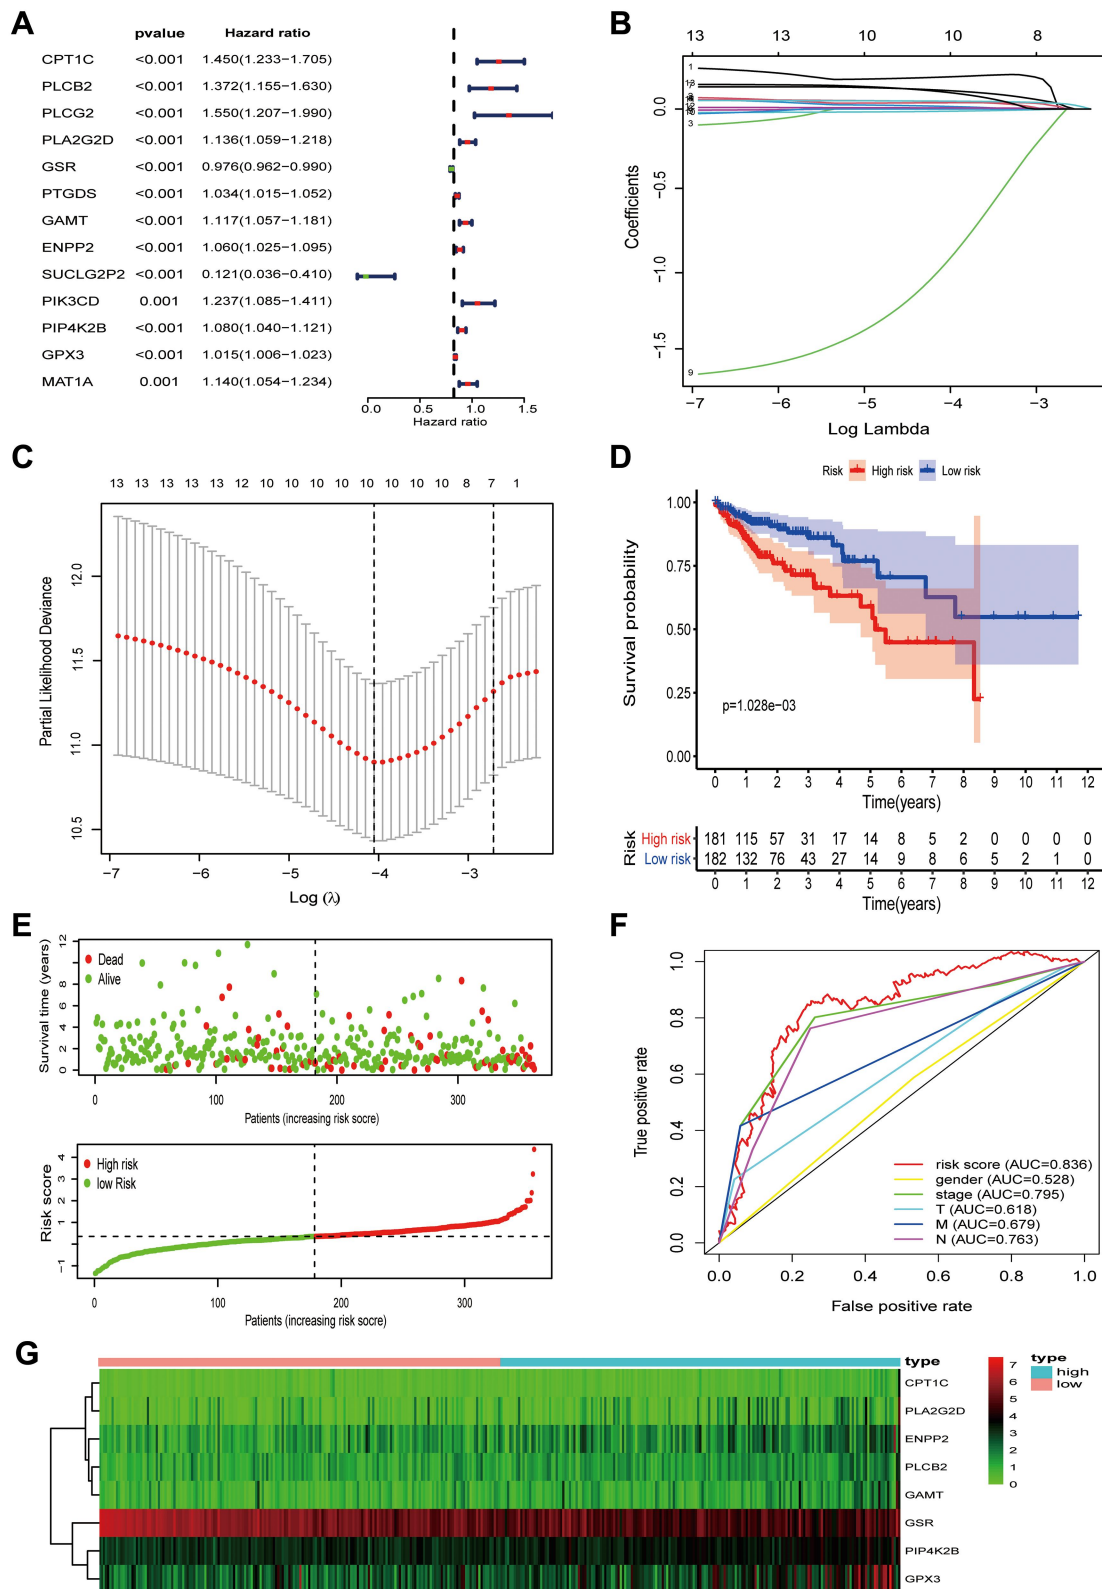 A
pvalue Hazard ratio
CPT1C <0.001 1.450(1.233−1.705)
PLCB2 <0.001 1.372(1.155−1.630)
PLCG2 <0.001 1.550(1.207−1.990)
PLA2G2D <0.001 1.136(1.059−1.218)
GSR <0.001 0.976(0.962−0.990)
PTGDS <0.001 1.034(1.015−1.052)
GAMT <0.001 1.117(1.057−1.181)
ENPP2 <0.001 1.060(1.025−1.095)
SUCLG2P2 <0.001 0.121(0.036−0.410)
PIK3CD 0.001 1.237(1.085−1.411)
PIP4K2B <0.001 1.080(1.040−1.121)
GPX3 <0.001 1.015(1.006−1.023)
MAT1A 0.001 1.140(1.054−1.234)
0.0 0.5 1.0 1.5
Hazard ratio
B
13 13 10 10 8
0.0
−0.5
−1.0
−1.5
Coefficients
1
3
9
−7 −6 −5 −4 −3
Log Lambda
C
13 13 13 13 13 12 10 10 10 10 10 10 10 10 8 7 1
12.0
11.5
11.0
10.5
Partial Likelihood Deviance
−7 −6 −5 −4 −3
Log (λ)
D
Risk High risk Low risk
1.00
0.75
0.50
0.25
0.00
Survival probability
p=1.028e−03
0 1 2 3 4 5 6 7 8 9 10 11 12
Time(years)
Risk
High risk 181 115 57 31 17 14 8 5 2 0 0 0 0
Low risk 182 132 76 43 27 14 9 8 6 5 2 1 0
0 1 2 3 4 5 6 7 8 9 10 11 12
Time(years)
E
Survival time (years)
12
8
6
4
2
0
Dead
Alive
0 100 200 300
Patients (increasing risk socre)
Risk score
4
3
2
1
−1
High risk
low Risk
0 100 200 300
Patients (increasing risk socre)
F
True positive rate
1.0
0.8
0.6
0.4
0.2
0.0
risk score (AUC=0.836)
gender (AUC=0.528)
stage (AUC=0.795)
T (AUC=0.618)
M (AUC=0.679)
N (AUC=0.763)
0.0 0.2 0.4 0.6 0.8 1.0
False positive rate
G
type
CPT1C
PLA2G2D
ENPP2
PLCB2
GAMT
GSR
PIP4K2B
GPX3
7
6
5
4
3
2
1
0
type
high
low